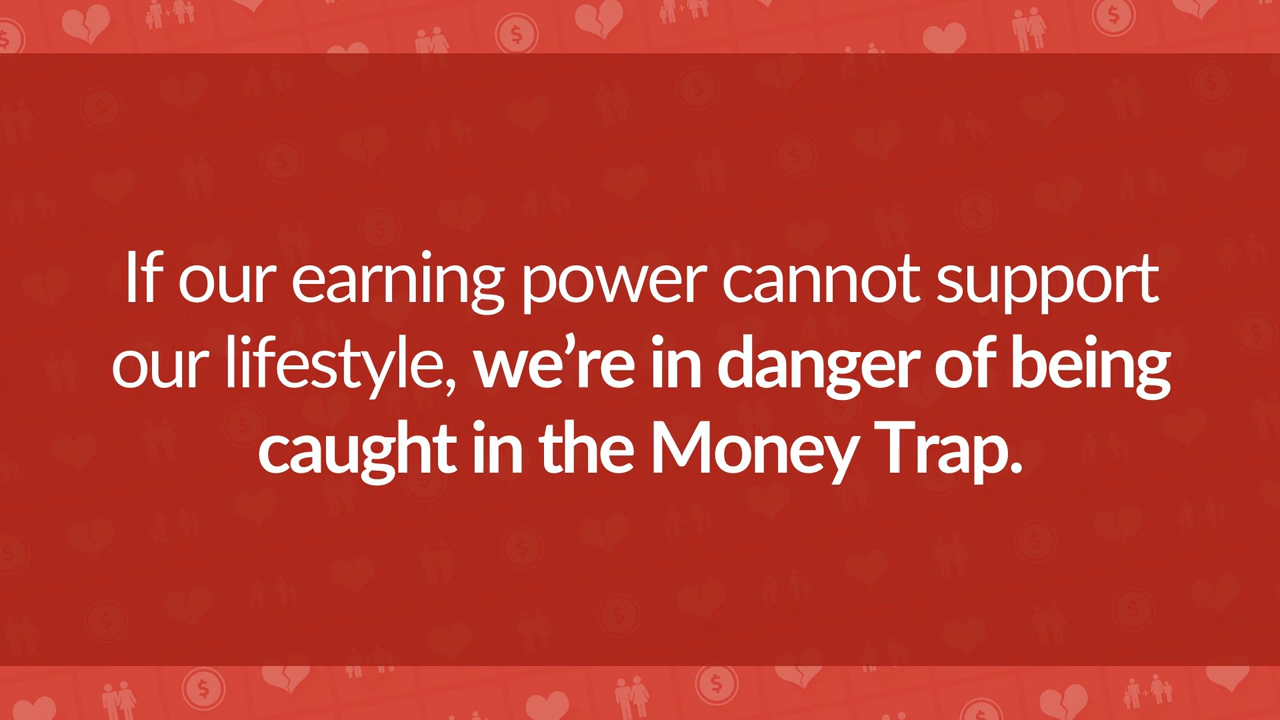 If our earning power cannot support
our lifestyle, we’re in danger of being
caught in the Money Trap.